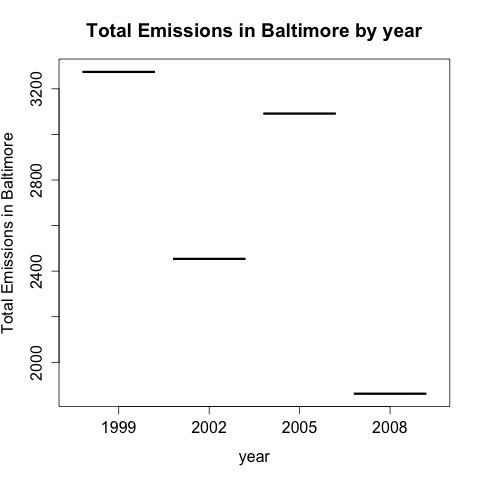 Total Emissions in Baltimore by year
Total Emissions in Baltimore
3200
2800
2400
2000
1999 2002 2005 2008
year